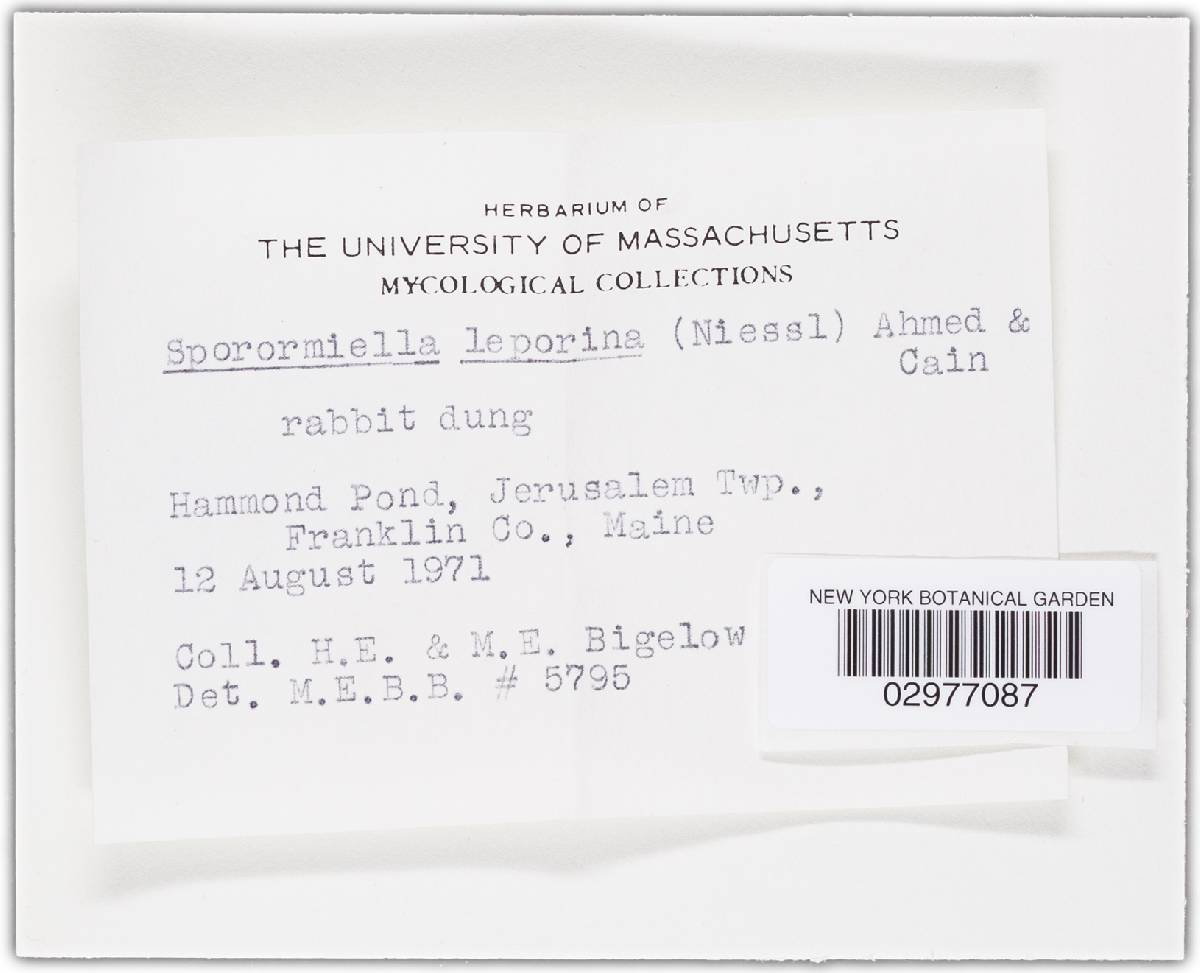 HERBARIUM OF
THE UNIVERSITY OF MASSACHUSETTS
MYCOLOGICAL COLLECTIONS
Sporormiella leporina (Niessl) Ahmed &
Cain
rabbit dung
Hammond Pond, Jerusalem Twp.,
Franklin Co., Maine
12 August 1971
Coll. H.E. & M.E. Bigelow
Det. M.E.B.B. # 5795
NEW YORK BOTANICAL GARDEN
02977087